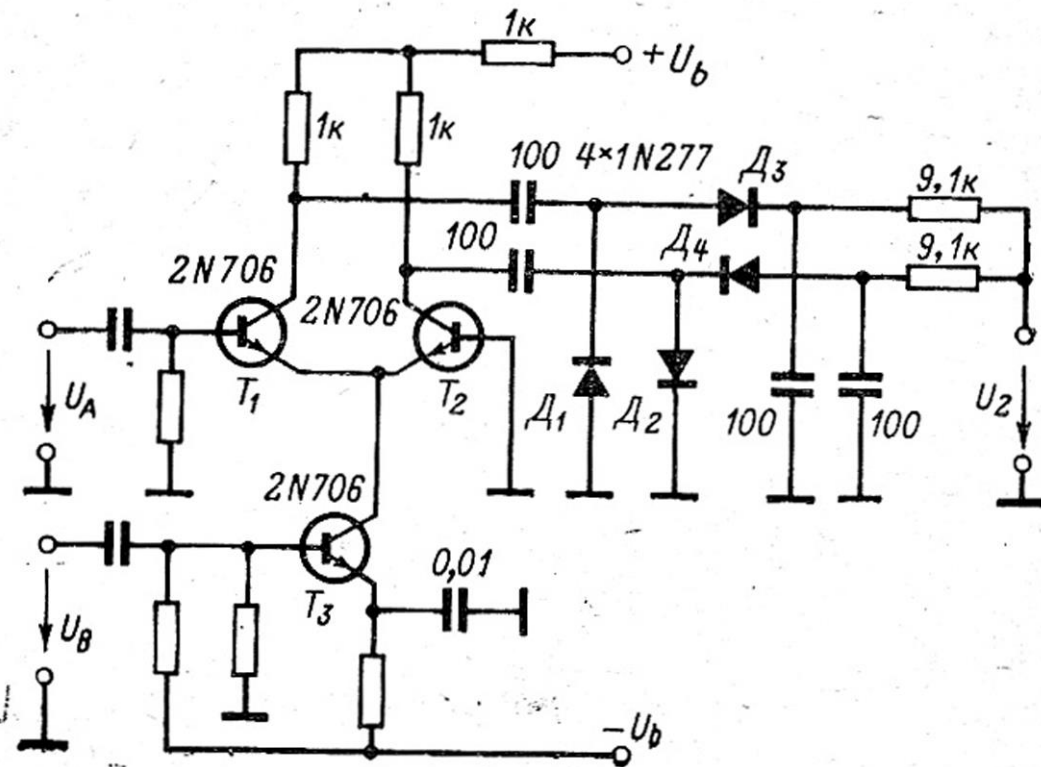 1к
+U_b
1к
1к
100 4×1N277
Д3
9,1к
100
Д4
9,1к
2N706
2N706
U_A
T1
T2
Д1
Д2
100
100
U2
2N706
0,01
U_B
T3
-U_b